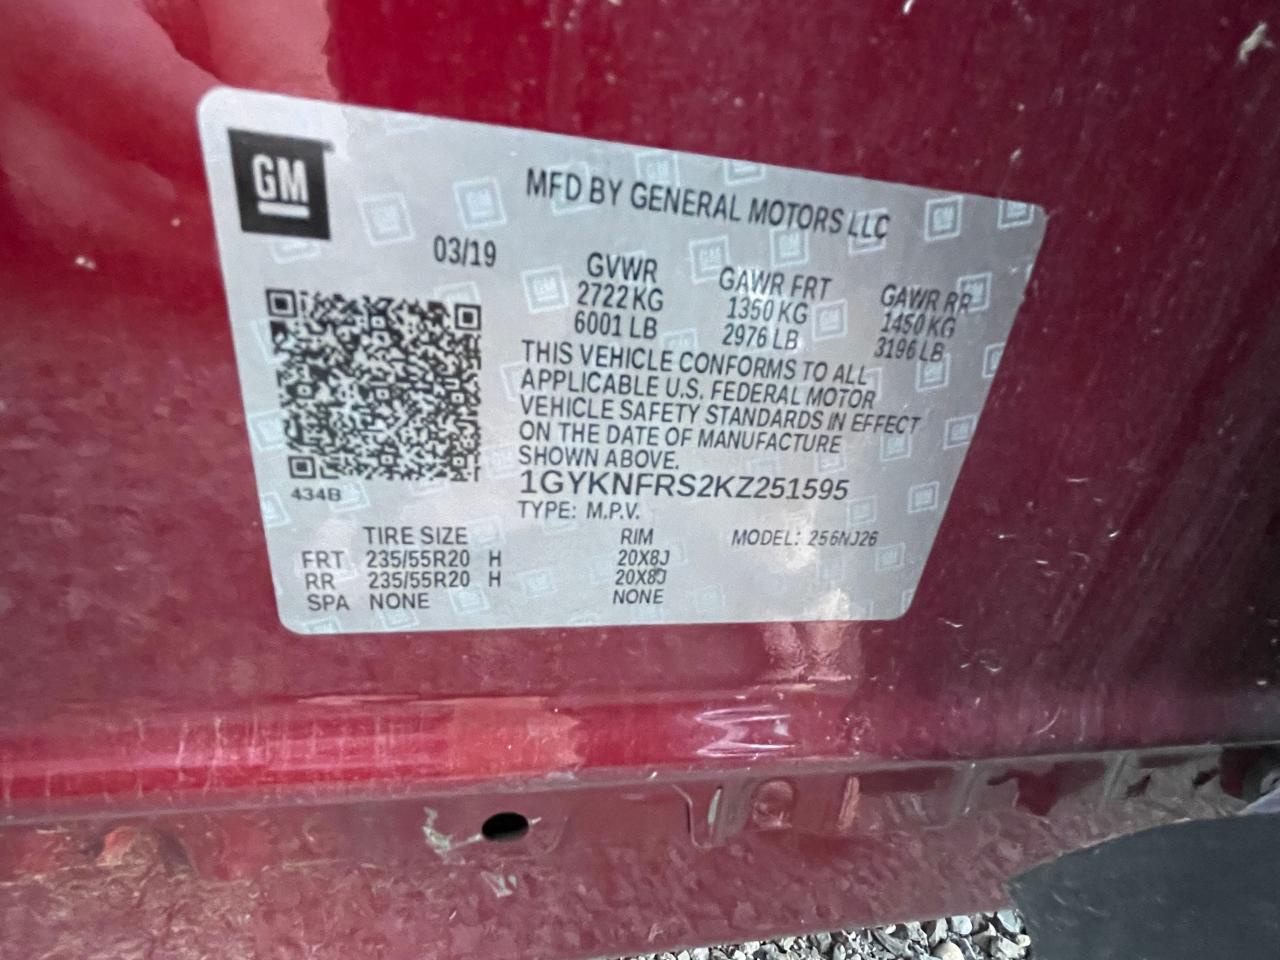 GM
MFD BY GENERAL MOTORS LLC
03/19
GVWR GAWR FRT GAWR RR
2722 KG 1350 KG 1450 KG
6001 LB 2976 LB 3196 LB
THIS VEHICLE CONFORMS TO ALL
APPLICABLE U.S. FEDERAL MOTOR
VEHICLE SAFETY STANDARDS IN EFFECT
ON THE DATE OF MANUFACTURE
SHOWN ABOVE.
434B
1GYKNFRS2KZ251595
TYPE: M.P.V.
TIRE SIZE RIM MODEL: 256NJ26
FRT 235/55R20 H 20X8J
RR 235/55R20 H 20X8J
SPA NONE NONE